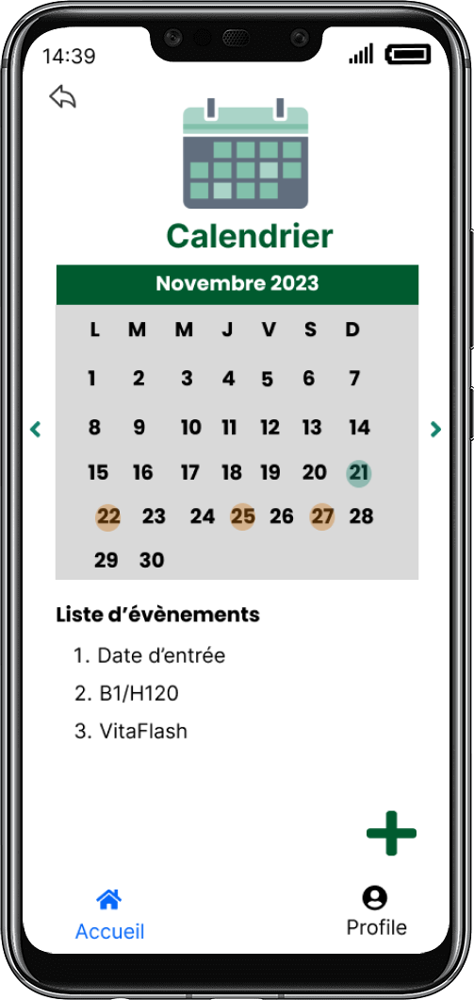 14:39
Calendrier
Novembre 2023
L M M J V S D
1 2 3 4 5 6 7
8 9 10 11 12 13 14
15 16 17 18 19 20 21
22 23 24 25 26 27 28
29 30
Liste d’évènements
1. Date d’entrée
2. B1/H120
3. VitaFlash
Accueil
Profile